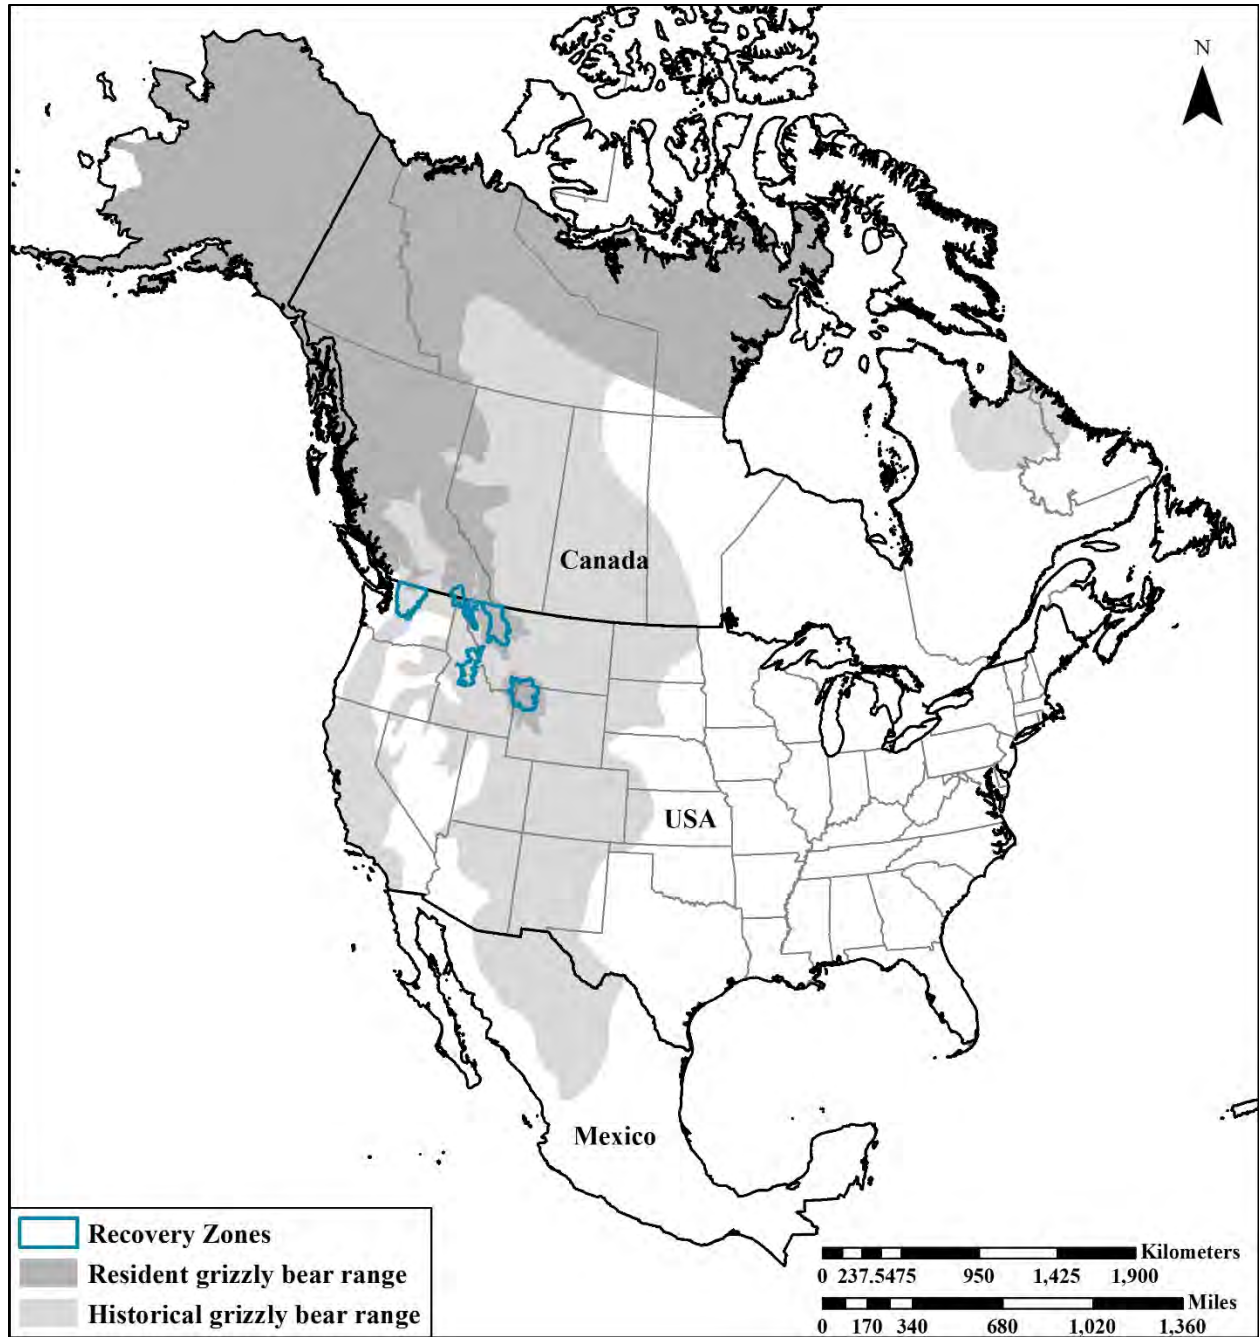 N
Canada
USA
Mexico
Recovery Zones
Resident grizzly bear range
Historical grizzly bear range
Kilometers
0 237.5475 950 1,425 1,900
Miles
0 170 340 680 1,020 1,360